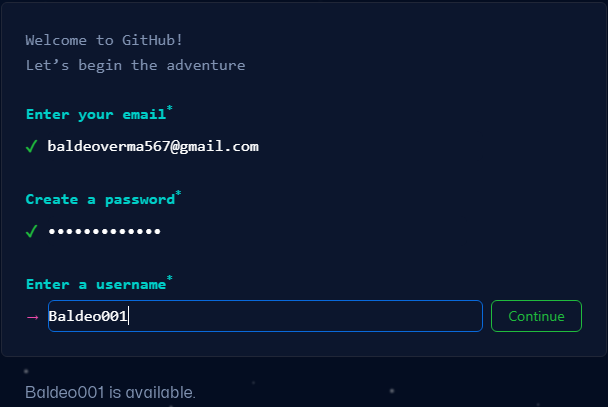 Welcome to GitHub!
Let’s begin the adventure
Enter your email*
✓ baldeoverma567@gmail.com
Create a password*
✓ •••••••••••••
Enter a username*
→ Baldeo001 Continue
Baldeo001 is available.